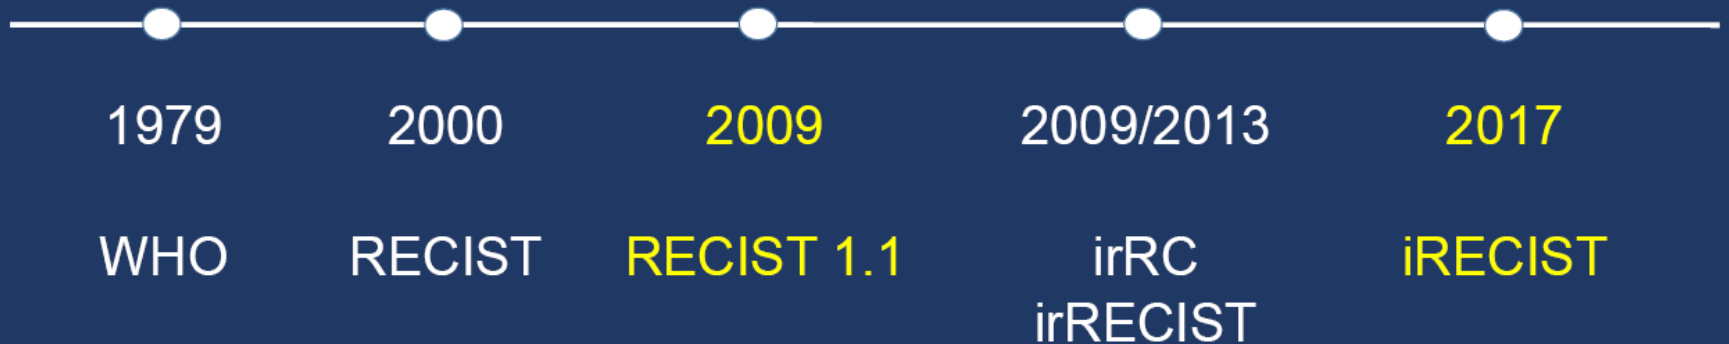 1979 2000 2009 2009/2013 2017
WHO RECIST RECIST 1.1 irRC iRECIST
irRECIST